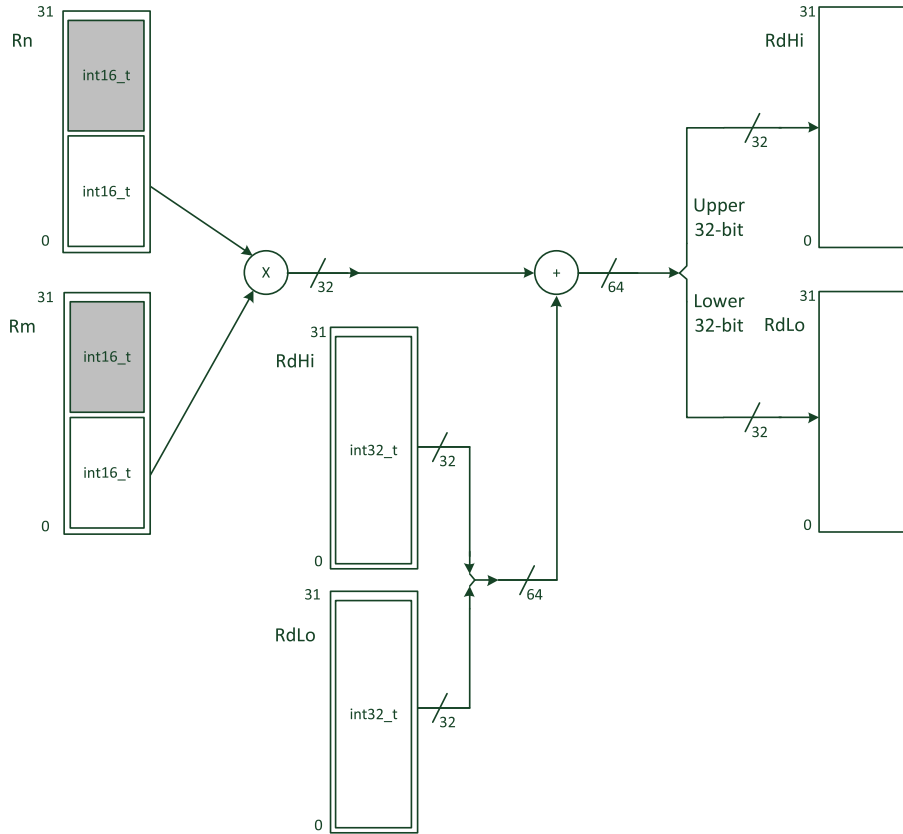 31
Rn
int16_t
int16_t
0
31
Rm
int16_t
int16_t
0
X
32
31
RdHi
int32_t
0
32
31
RdLo
int32_t
0
32
64
+
64
Upper
32-bit
Lower
32-bit
32
32
31
RdHi
0
31
RdLo
0